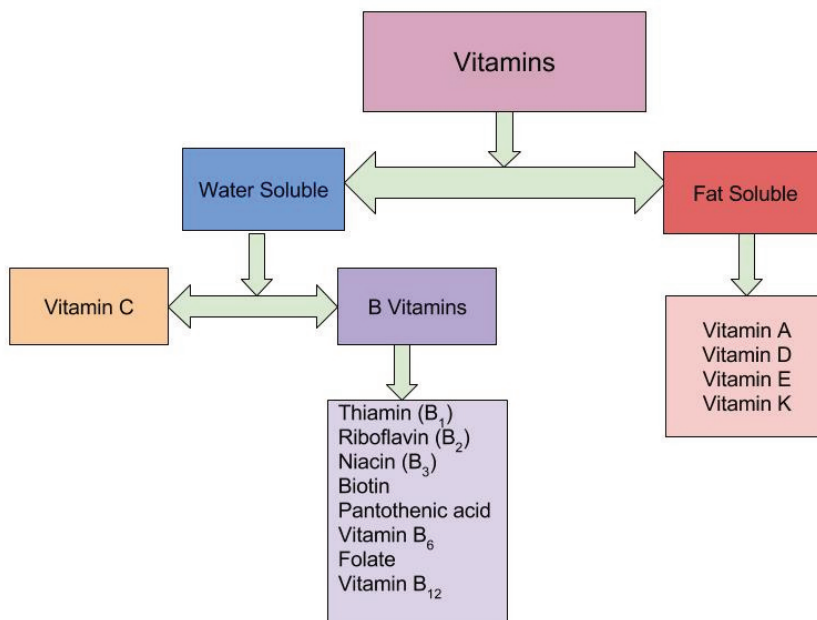 Vitamins
Water Soluble
Fat Soluble
Vitamin C
B Vitamins
Vitamin A
Vitamin D
Vitamin E
Vitamin K
Thiamin (B₁)
Riboflavin (B₂)
Niacin (B₃)
Biotin
Pantothenic acid
Vitamin B₆
Folate
Vitamin B₁₂